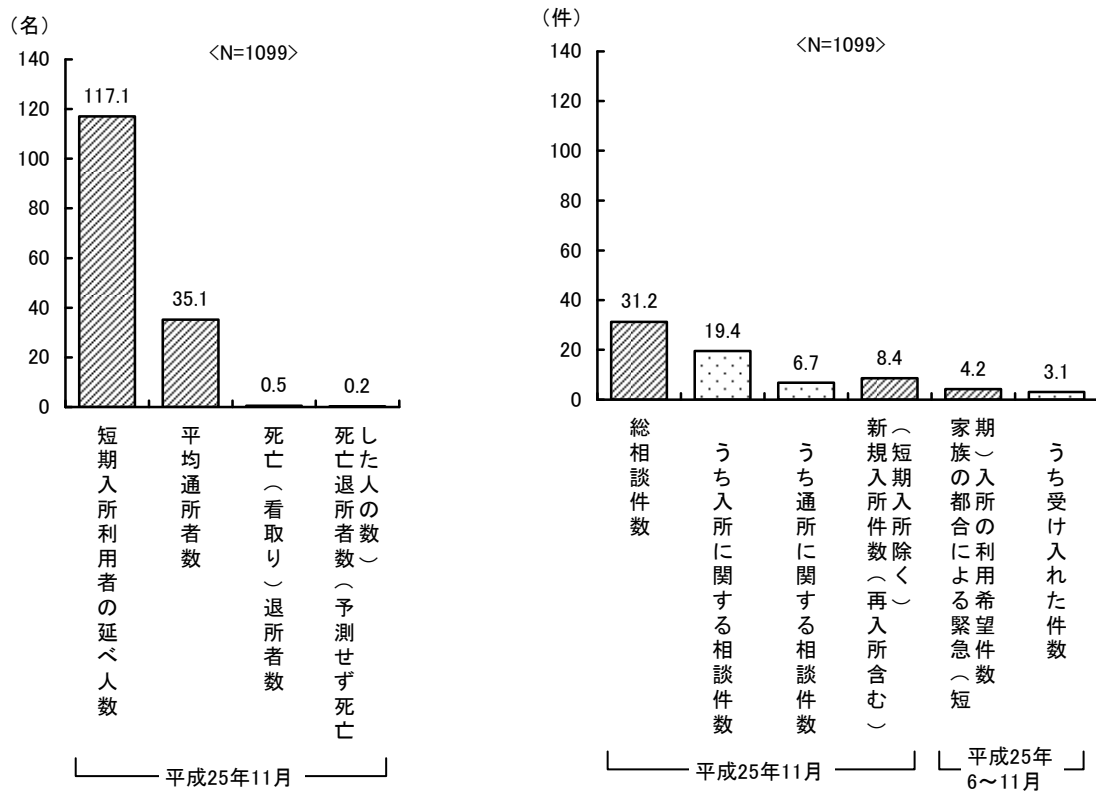 （名）
<N=1099>
140
120
100
80
60
40
20
0
117.1
35.1
0.5
0.2
短期入所利用者の延べ人数
平均通所者数
死亡（看取り）退所者数
死亡退所者数（予測せず死亡
した人の数）
平成25年11月
（件）
<N=1099>
140
120
100
80
60
40
20
0
31.2
19.4
6.7
8.4
4.2
3.1
総相談件数
うち入所に関する相談件数
うち通所に関する相談件数
新規入所件数（再入所含む）
（短期入所除く）
家族の都合による緊急（短
期）入所の利用希望件数
うち受け入れた件数
平成25年11月
平成25年
6～11月